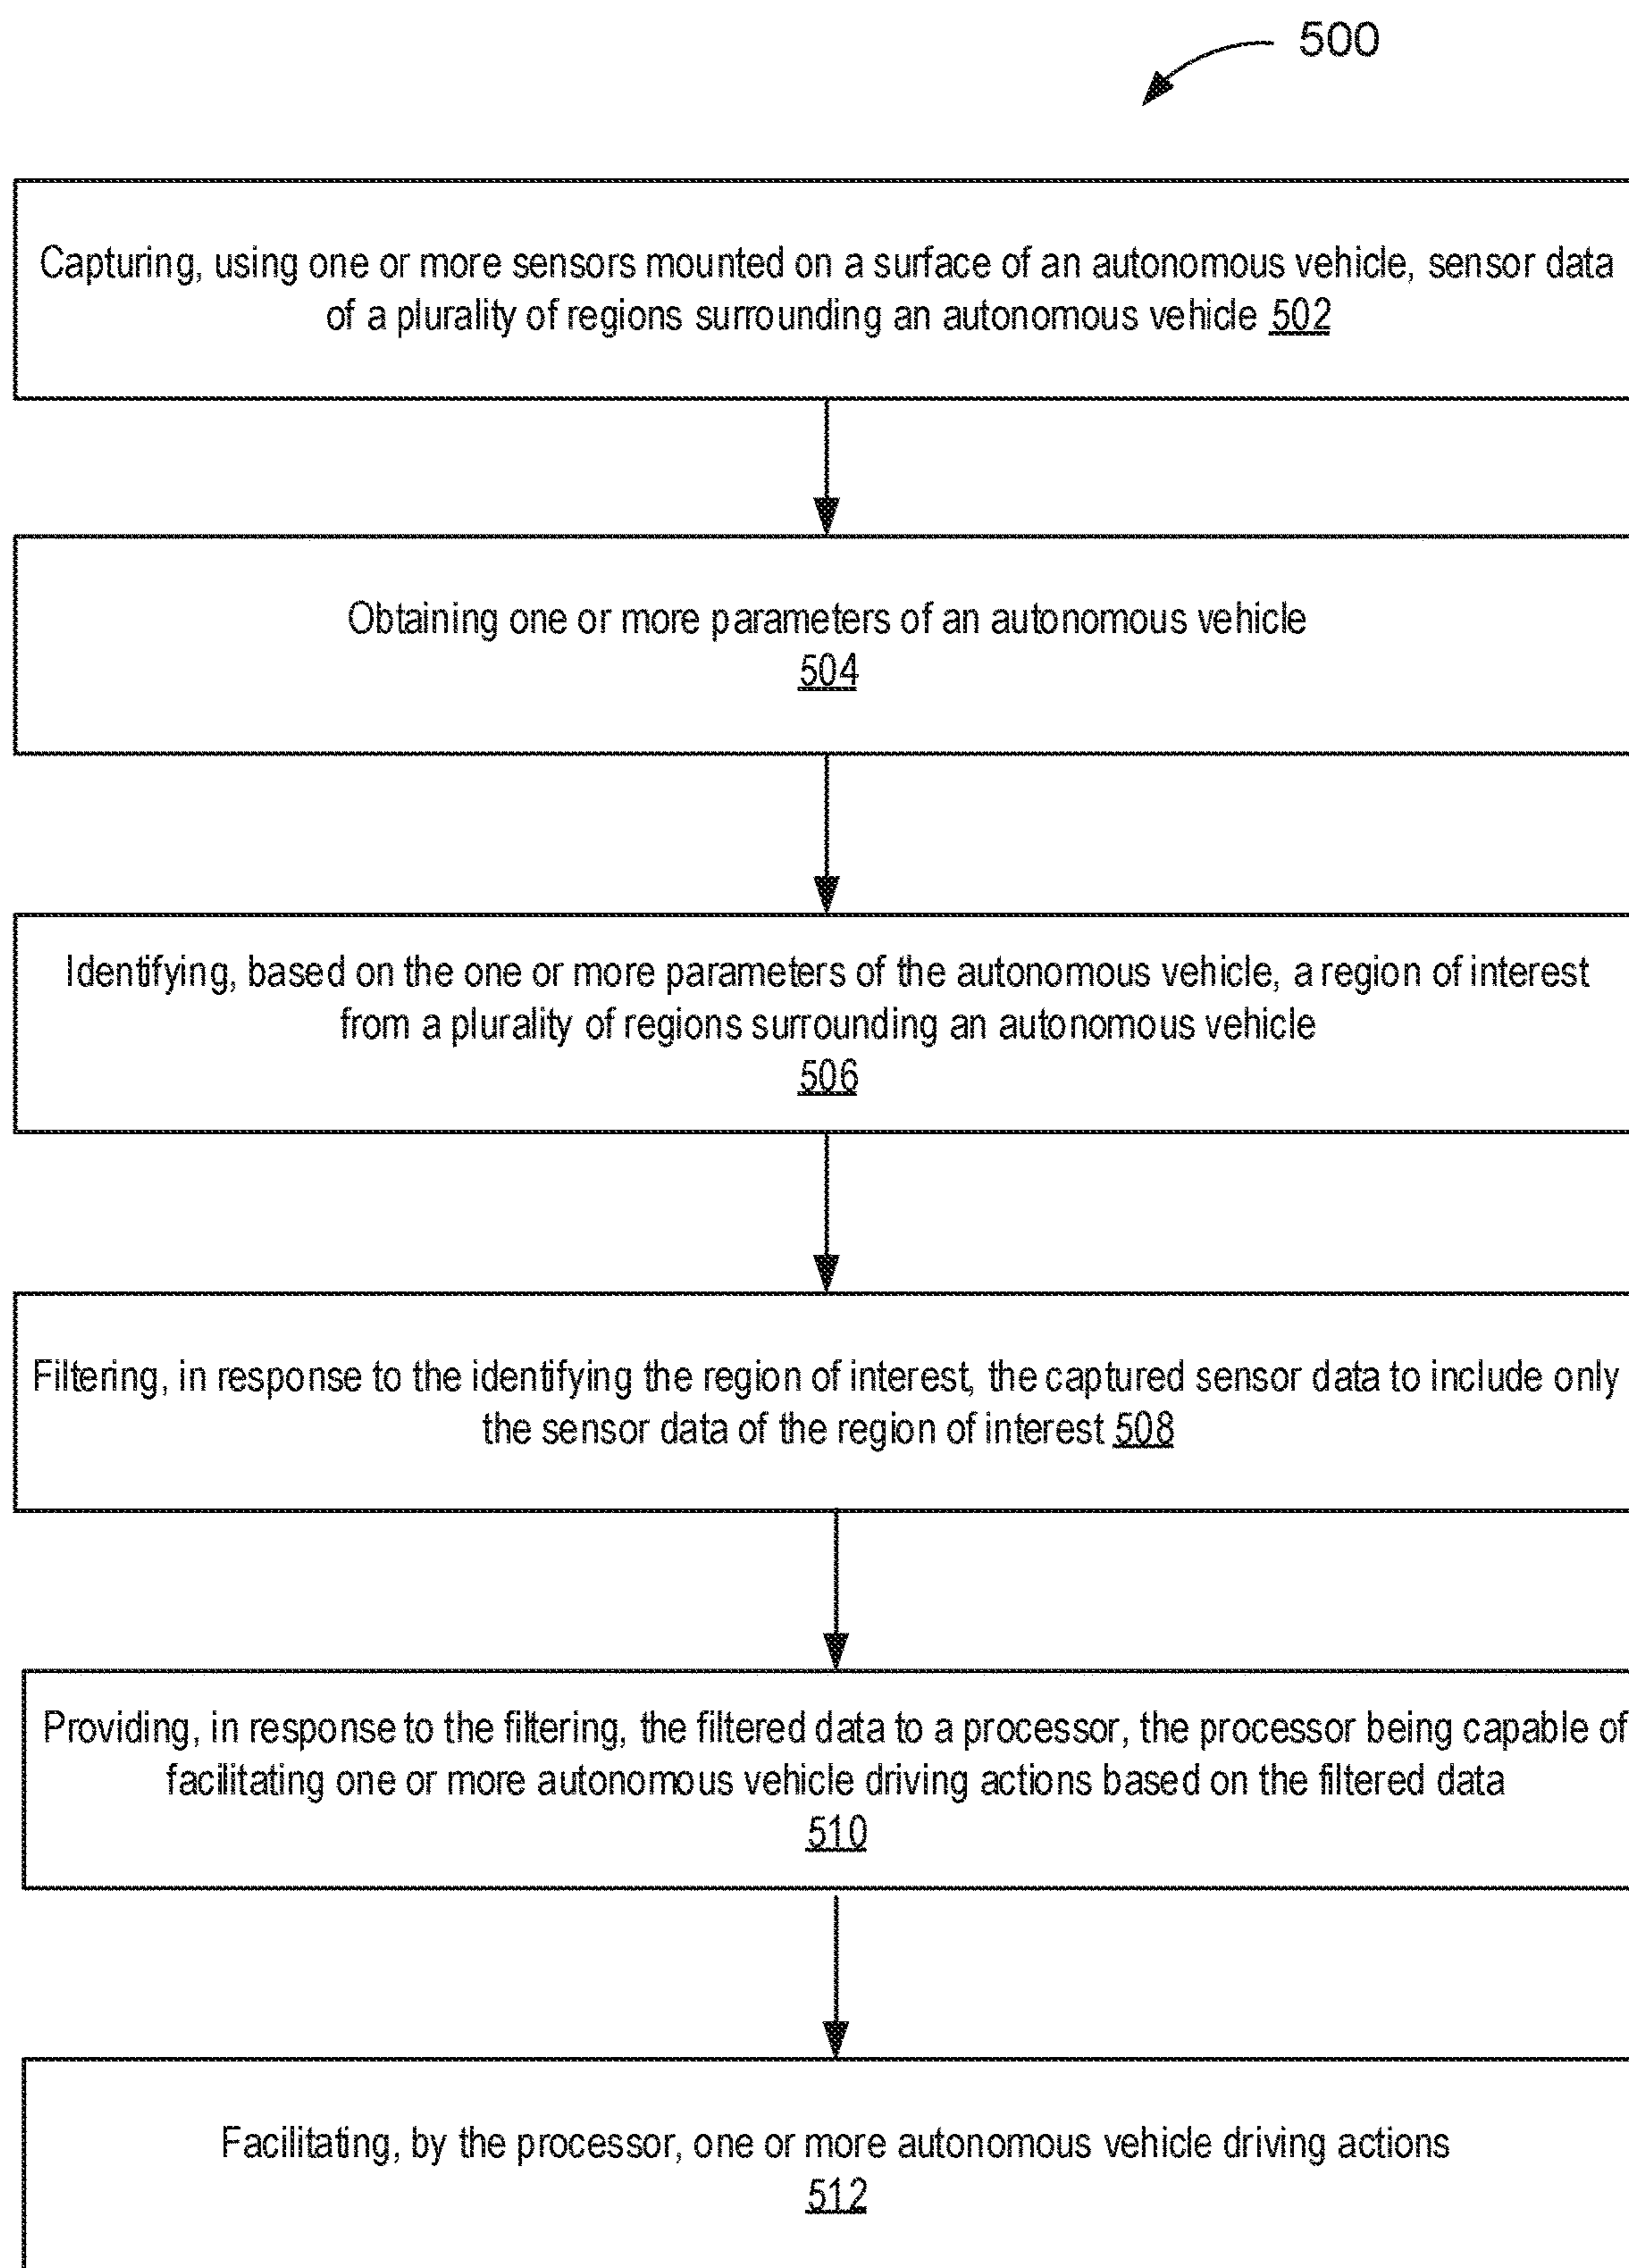 500
Capturing, using one or more sensors mounted on a surface of an autonomous vehicle, sensor data
of a plurality of regions surrounding an autonomous vehicle 502
Obtaining one or more parameters of an autonomous vehicle
504
Identifying, based on the one or more parameters of the autonomous vehicle, a region of interest
from a plurality of regions surrounding an autonomous vehicle
506
Filtering, in response to the identifying the region of interest, the captured sensor data to include only
the sensor data of the region of interest 508
Providing, in response to the filtering, the filtered data to a processor, the processor being capable of
facilitating one or more autonomous vehicle driving actions based on the filtered data
510
Facilitating, by the processor, one or more autonomous vehicle driving actions
512